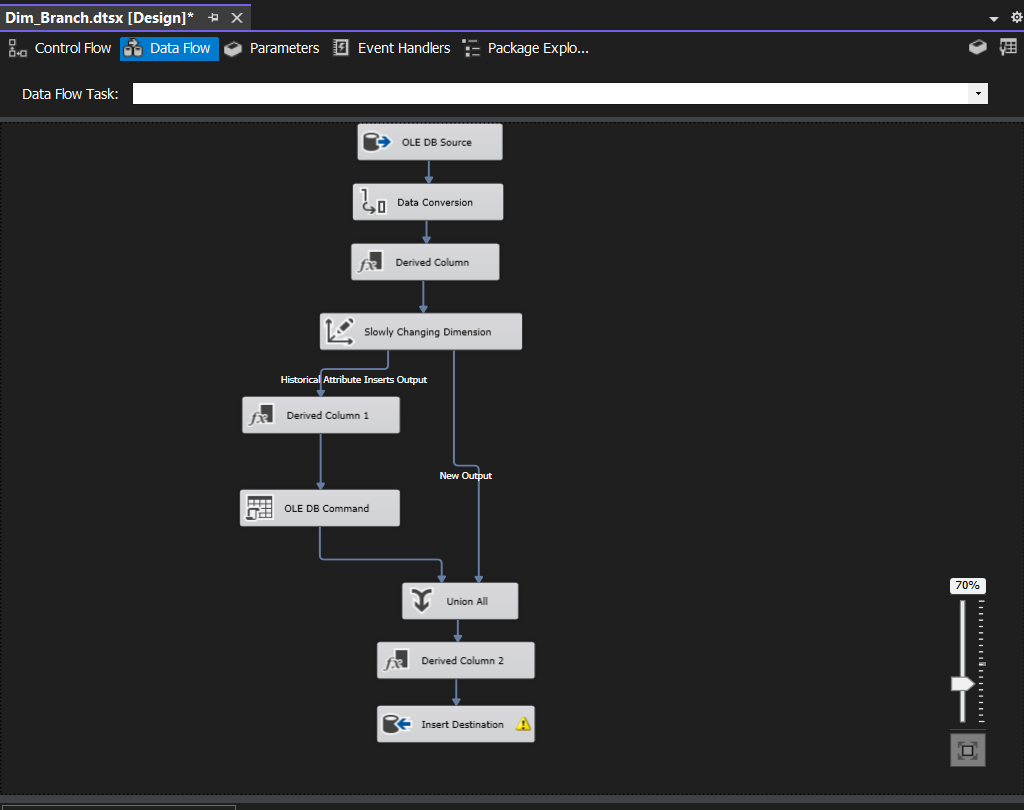 Dim_Branch.dtsx [Design]*
Control Flow Data Flow Parameters Event Handlers Package Explo...
Data Flow Task:
OLE DB Source
Data Conversion
Derived Column
Slowly Changing Dimension
Historical Attribute Inserts Output
Derived Column 1
New Output
OLE DB Command
70%
Union All
Derived Column 2
Insert Destination